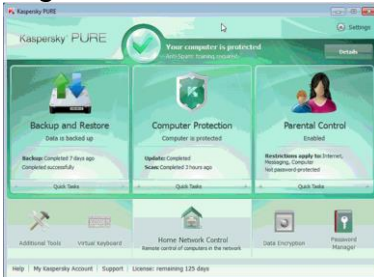 Kaspersky PURE
Settings
Kaspersky PURE
Your computer is protected
Anti-Spam: training required
Details
Backup and Restore
Data is backed up
Backup: Completed 7 days ago
Completed successfully
Quick Tasks
Computer Protection
Computer is protected
Update: Completed
Scan: Completed 2 hours ago
Quick Tasks
Parental Control
Enabled
Restrictions apply to: Internet,
Messaging, Computer
Not password-protected
Quick Tasks
Additional Tools
Virtual Keyboard
Home Network Control
Remote control of computers in the network
Data Encryption
Password
Manager
Help | My Kaspersky Account | Support | License: remaining 125 days